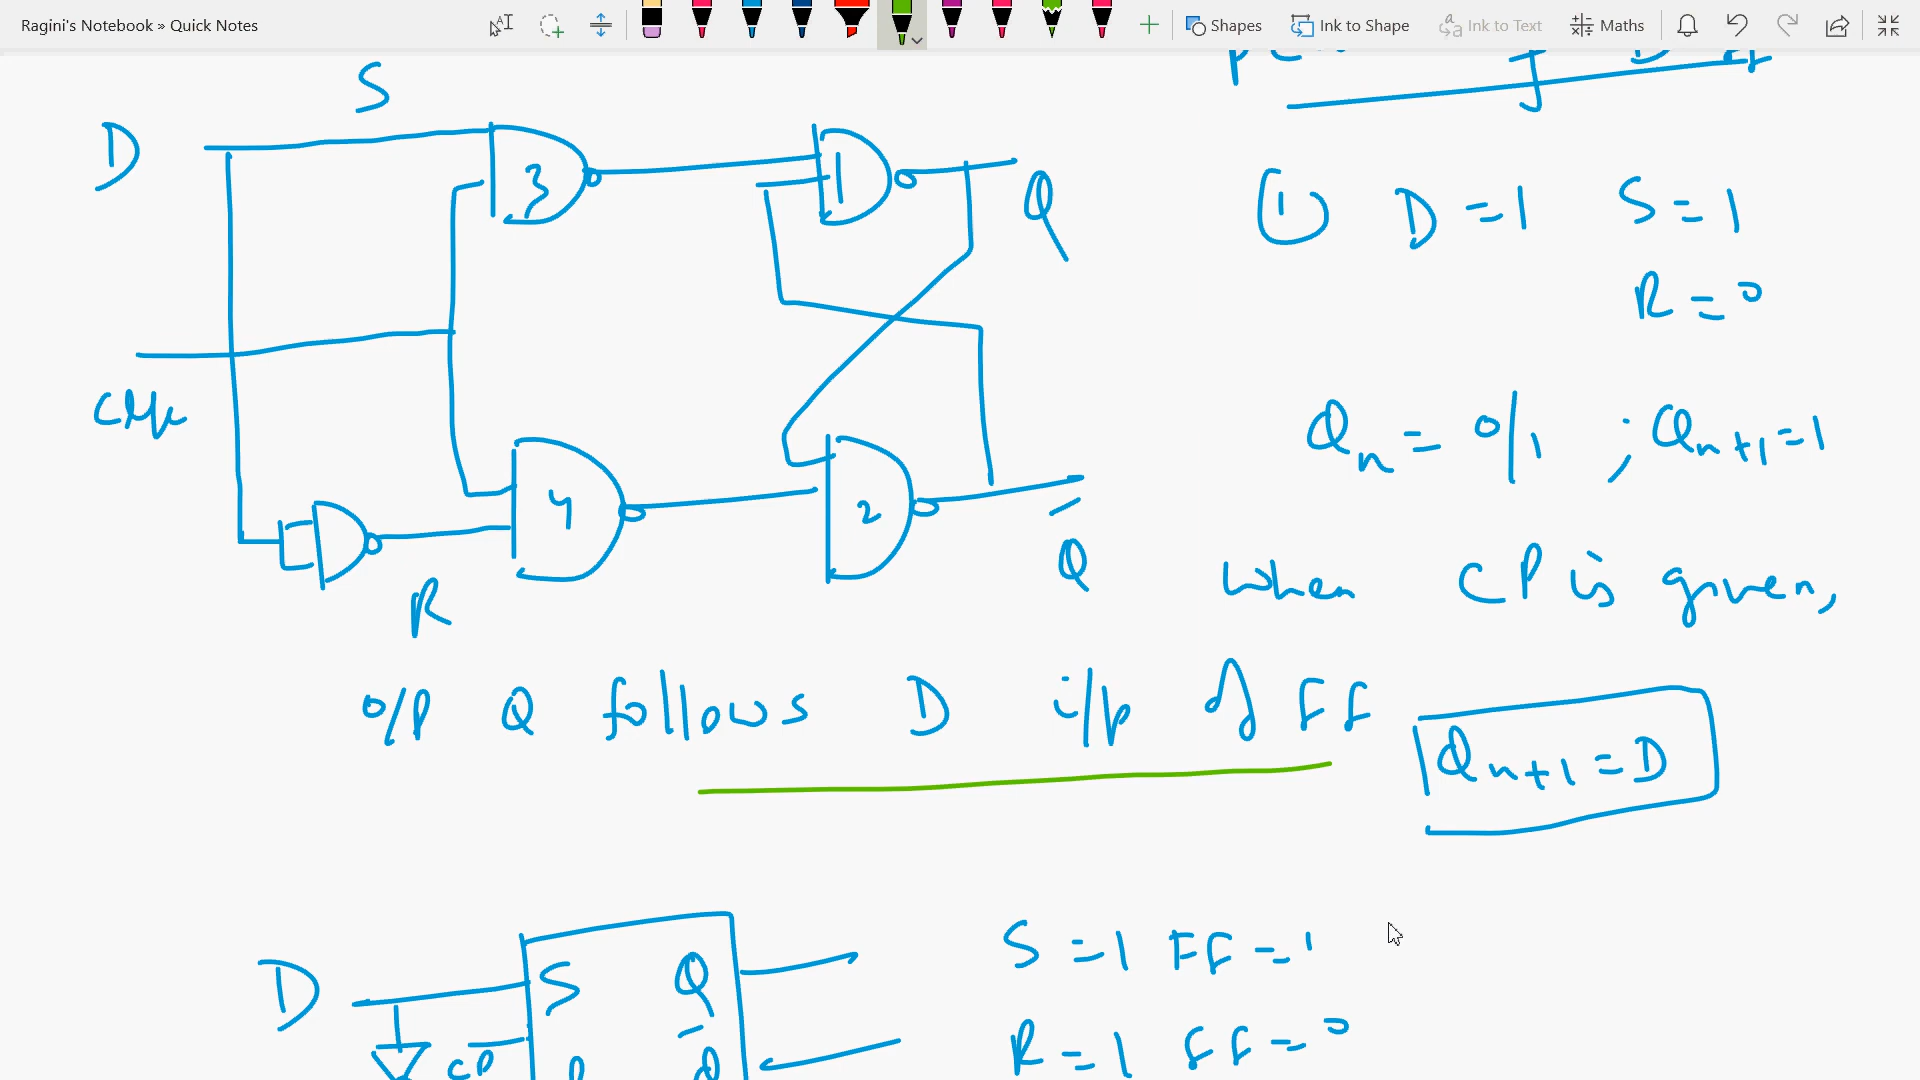 Ragini's Notebook » Quick Notes
Shapes
Ink to Shape
Ink to Text
Maths
S
D
3
1
Q
① D = 1 S = 1
R = 0
Clk
Qn = 0/1 ; Qn+1 = 1
4
2
Q̅
R
when CP is given,
o/p Q follows D i/p of FF
Qn+1 = D
D
S Q
CP
Q̅
S = 1 FF = 1
R = 1 FF = 0